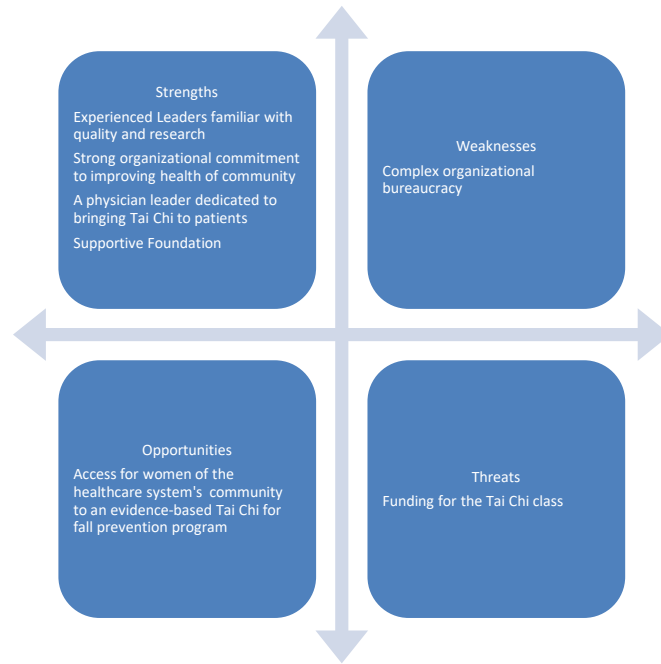 Strengths
Experienced Leaders familiar with
quality and research
Strong organizational commitment
to improving health of community
A physician leader dedicated to
bringing Tai Chi to patients
Supportive Foundation
Weaknesses
Complex organizational
bureaucracy
Opportunities
Access for women of the
healthcare system's  community
to an evidence-based Tai Chi for
fall prevention program
Threats
Funding for the Tai Chi class